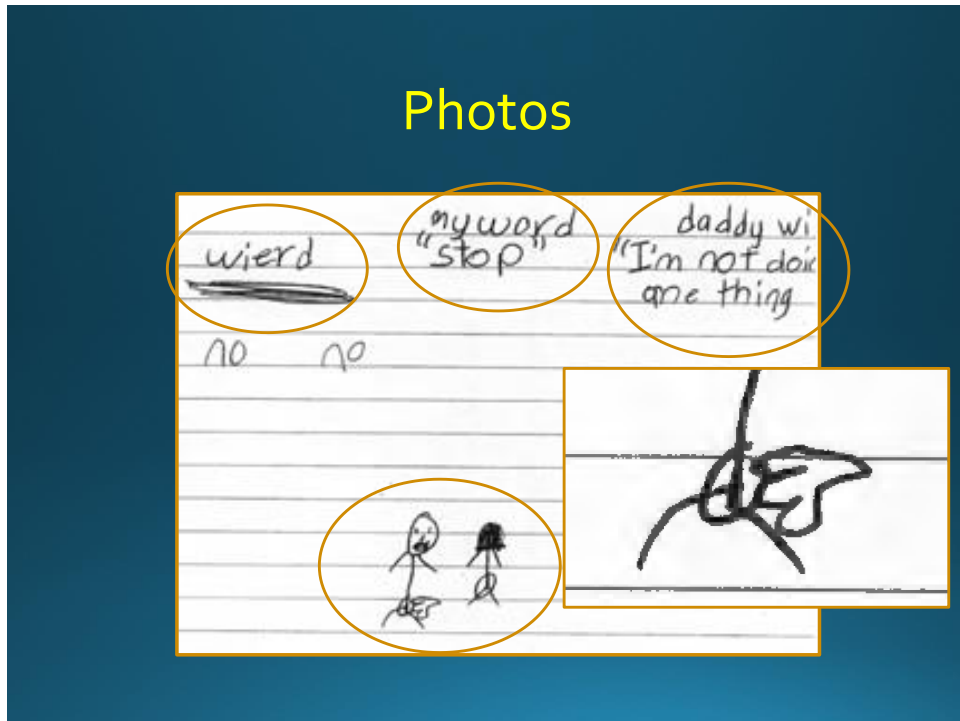 Photos
my word
daddy wi
wierd
"stop"
"I'm not doi
one thing
no no